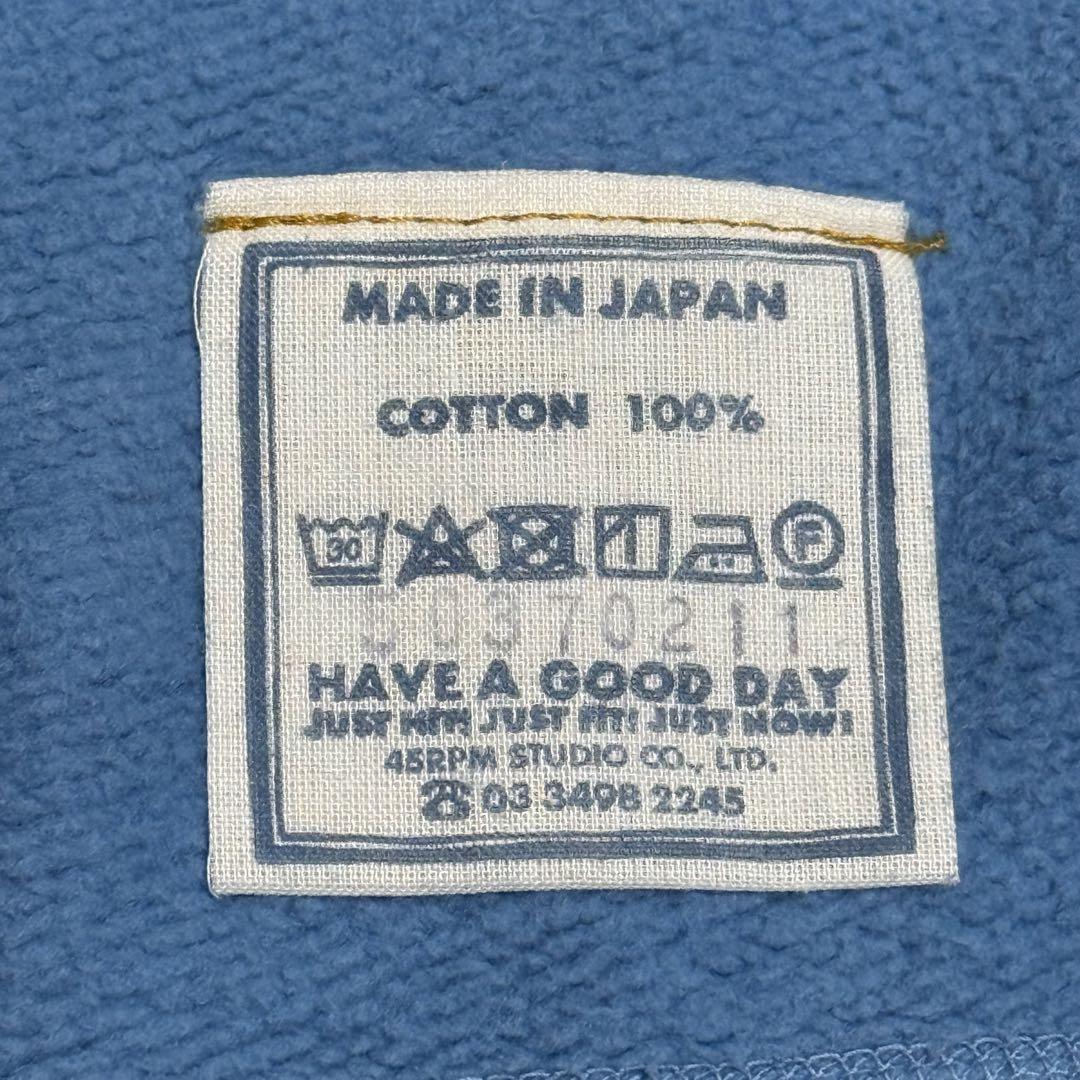 MADE IN JAPAN
COTTON 100%
30 F
370211
HAVE A GOOD DAY
JUST JUST FIT! JUST NOW!
45RPM STUDIO CO., LTD.
☎ 03 3498 2245